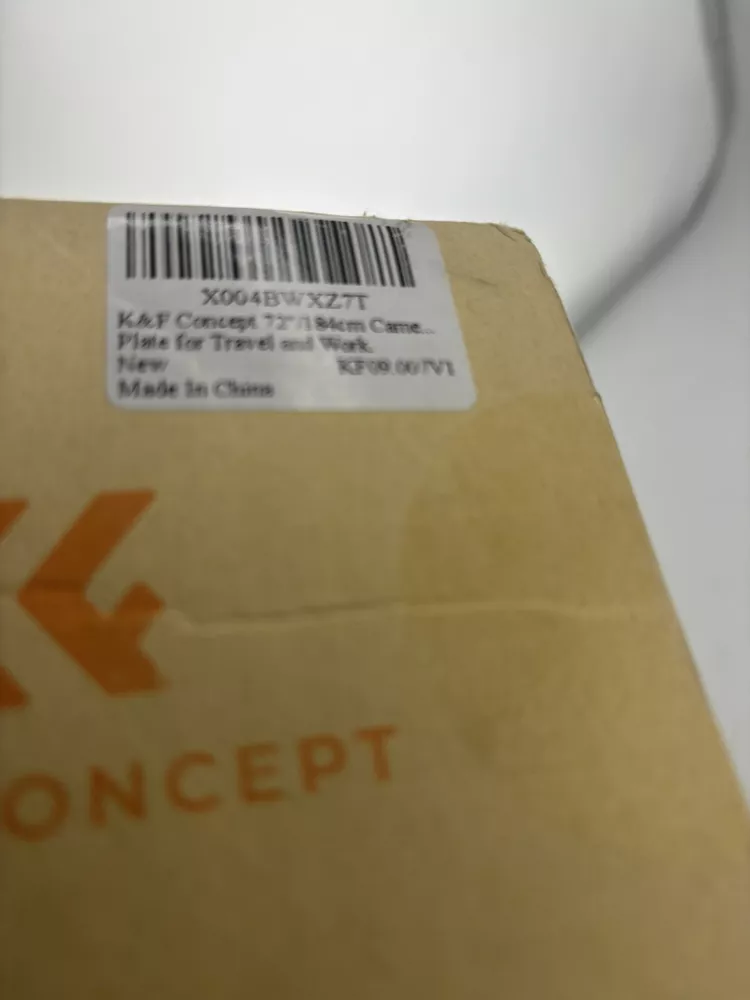 X004BWXZ7T
K&F Concept 72"/184cm Came...
Plate for Travel and Work
New KF09.007V1
Made In China
ONCEPT